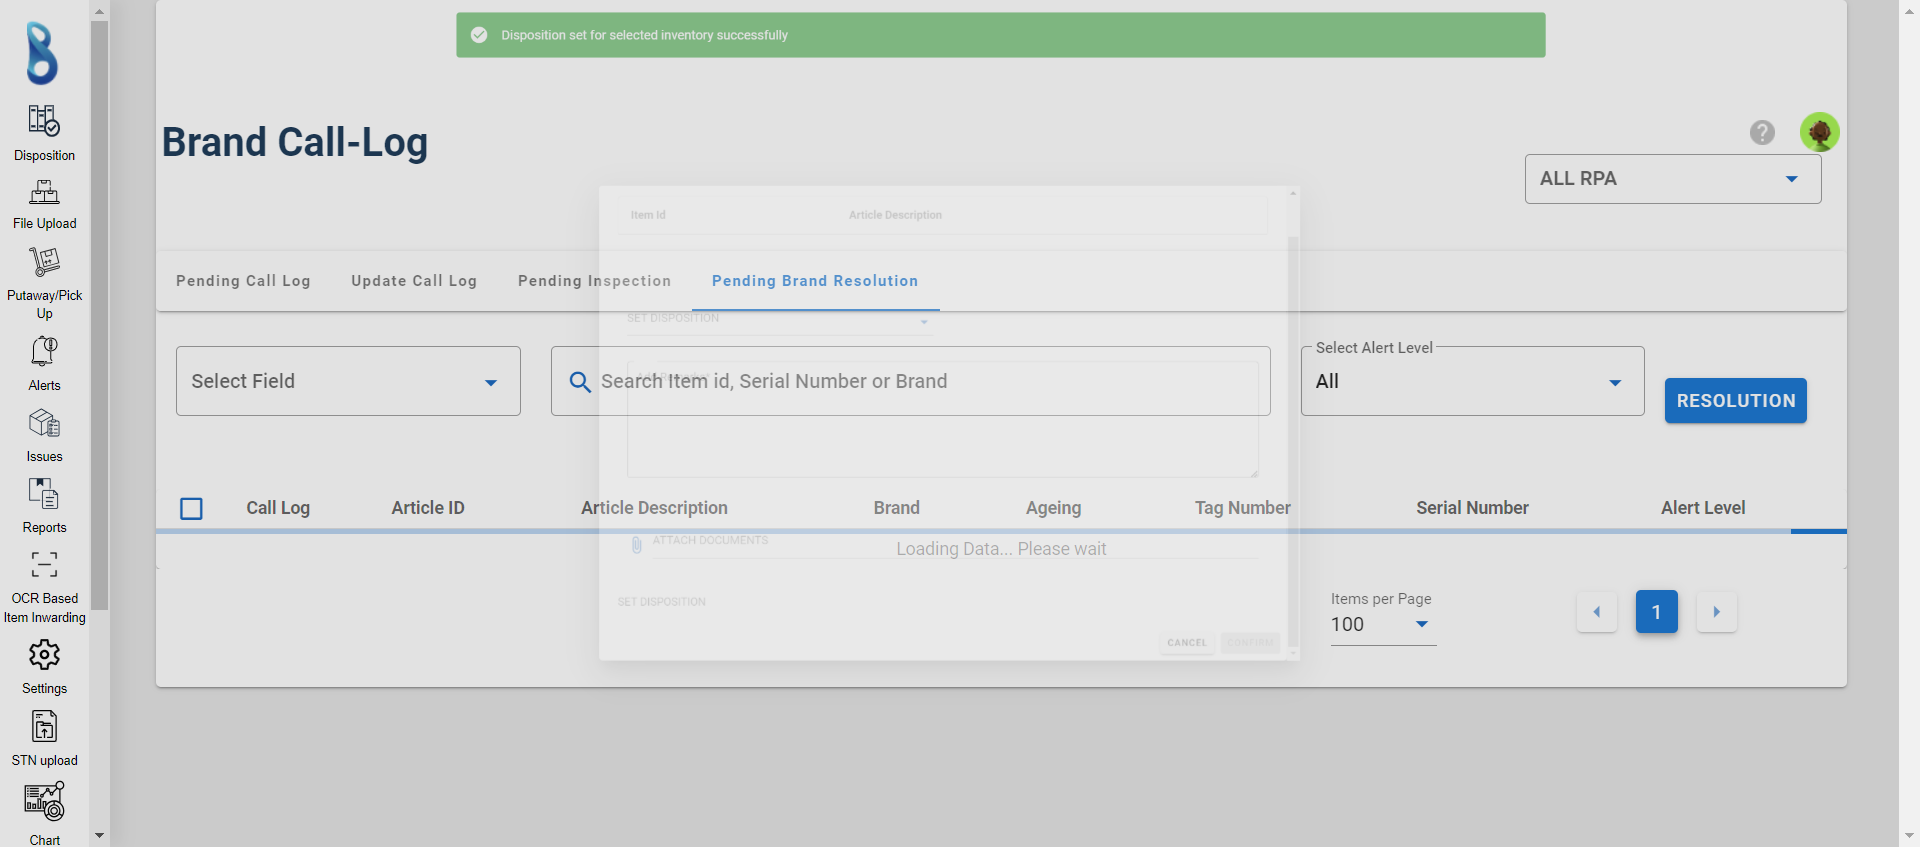 Disposition set for selected inventory successfully
Brand Call-Log
ALL RPA
Disposition
File Upload
Putaway/Pick
Up
Alerts
Issues
Reports
OCR Based
Item Inwarding
Settings
STN upload
Chart
Item Id
Article Description
Pending Call Log
Update Call Log
Pending Inspection
Pending Brand Resolution
SET DISPOSITION
Select Field
Search Item id, Serial Number or Brand
Select Alert Level
All
RESOLUTION
Call Log
Article ID
Article Description
Brand
Ageing
Tag Number
Serial Number
Alert Level
ATTACH DOCUMENTS
Loading Data... Please wait
SET DISPOSITION
Items per Page
100
1
CANCEL
CONFIRM